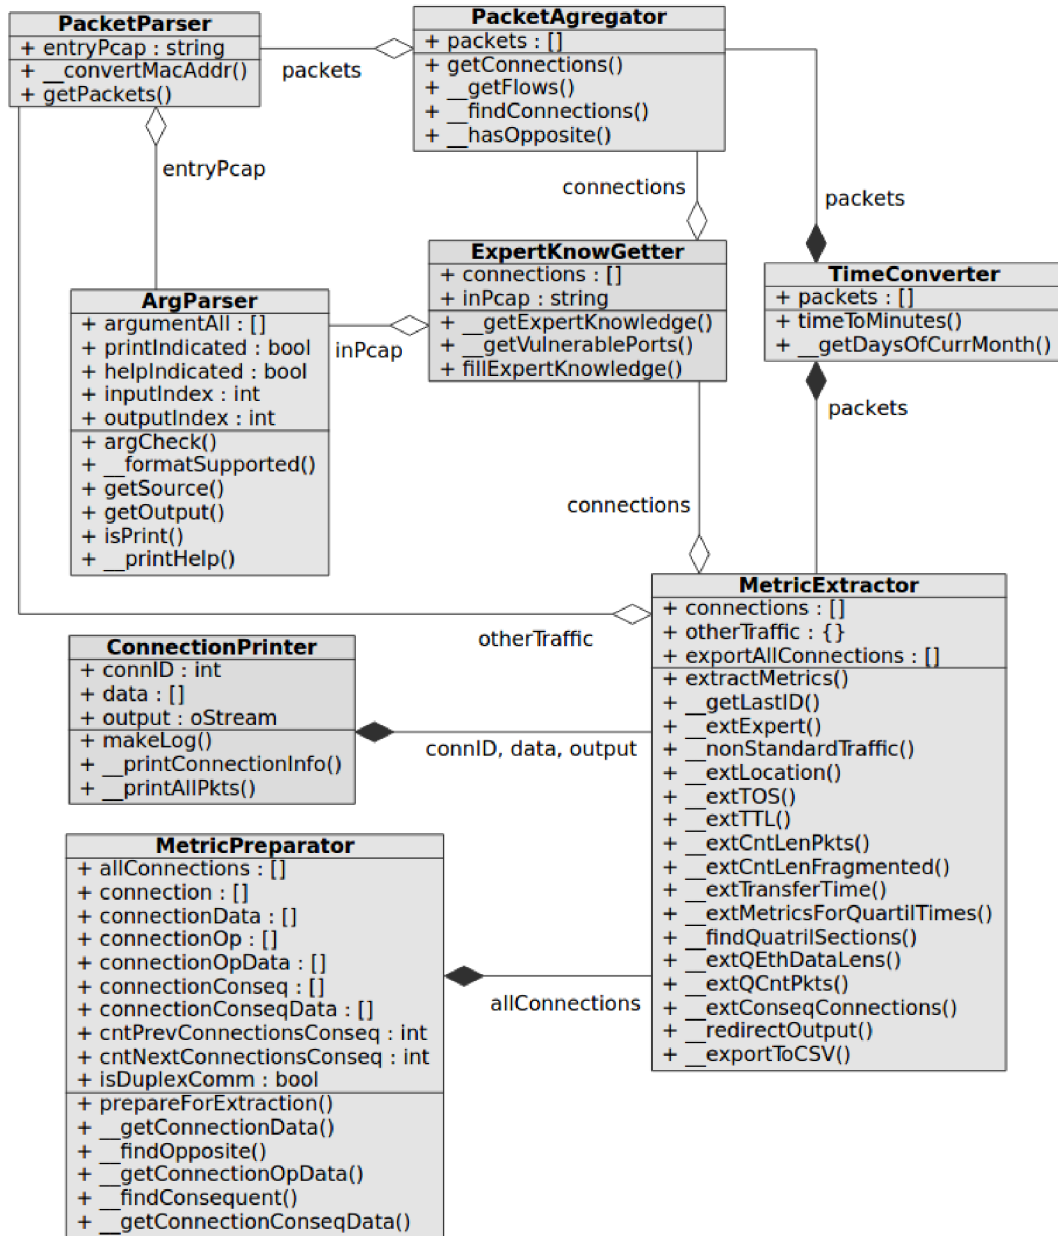 PacketParser
+ entryPcap : string
+ __convertMacAddr()
+ getPackets()
packets
PacketAgregator
+ packets : []
+ getConnections()
+ __getFlows()
+ __findConnections()
+ __hasOpposite()
entryPcap
connections
packets
ExpertKnowGetter
+ connections : []
+ inPcap : string
+ __getExpertKnowledge()
+ __getVulnerablePorts()
+ fillExpertKnowledge()
TimeConverter
+ packets : []
+ timeToMinutes()
+ __getDaysOfCurrMonth()
ArgParser
+ argumentAll : []
+ printIndicated : bool
+ helpIndicated : bool
+ inputIndex : int
+ outputIndex : int
+ argCheck()
+ __formatSupported()
+ getSource()
+ getOutput()
+ isPrint()
+ __printHelp()
inPcap
packets
connections
otherTraffic
MetricExtractor
+ connections : []
+ otherTraffic : {}
+ exportAllConnections : []
+ extractMetrics()
+ __getLastID()
+ __extExpert()
+ __nonStandardTraffic()
+ __extLocation()
+ __extTOS()
+ __extTTL()
+ __extCntLenPkts()
+ __extCntLenFragmented()
+ __extTransferTime()
+ __extMetricsForQuartilTimes()
+ __findQuatrilSections()
+ __extQEthDataLens()
+ __extQCntPkts()
+ __extConseqConnections()
+ __redirectOutput()
+ __exportToCSV()
ConnectionPrinter
+ connID : int
+ data : []
+ output : oStream
+ makeLog()
+ __printConnectionInfo()
+ __printAllPkts()
connID, data, output
MetricPreparator
+ allConnections : []
+ connection : []
+ connectionData : []
+ connectionOp : []
+ connectionOpData : []
+ connectionConseq : []
+ connectionConseqData : []
+ cntPrevConnectionsConseq : int
+ cntNextConnectionsConseq : int
+ isDuplexComm : bool
+ prepareForExtraction()
+ __getConnectionData()
+ __findOpposite()
+ __getConnectionOpData()
+ __findConsequent()
+ __getConnectionConseqData()
allConnections